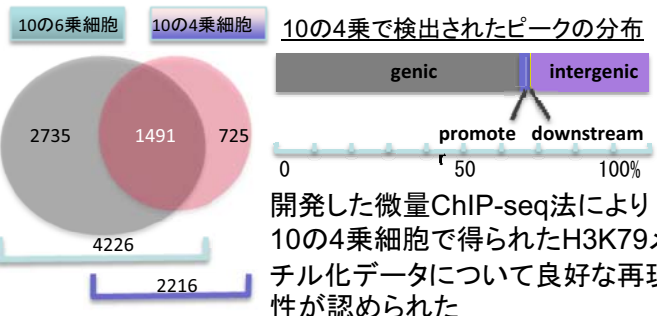 10の6乗細胞
10の4乗細胞
10の4乗で検出されたピークの分布
genic
intergenic
2735
1491
725
promote
r
downstream
0
50
100%
4226
2216
開発した微量ChIP-seq法により
10の4乗細胞で得られたH3K79メ
チル化データについて良好な再現
性が認められた